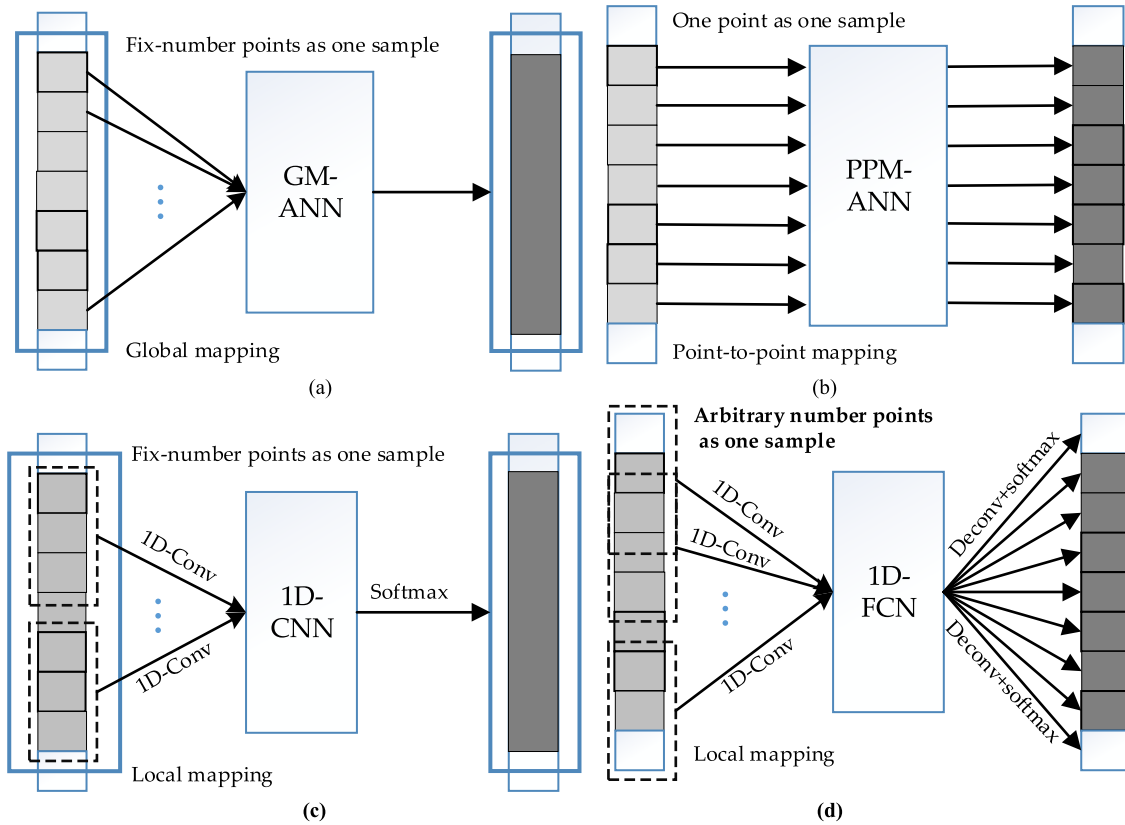 Fix-number points as one sample
GM-
ANN
Global mapping
(a)
One point as one sample
PPM-
ANN
Point-to-point mapping
(b)
Fix-number points as one sample
1D-Conv
1D-Conv
1D-
CNN
Softmax
Local mapping
(c)
Arbitrary number points
as one sample
1D-Conv
1D-Conv
1D-Conv
1D-
FCN
Deconv+softmax
Deconv+softmax
Local mapping
(d)